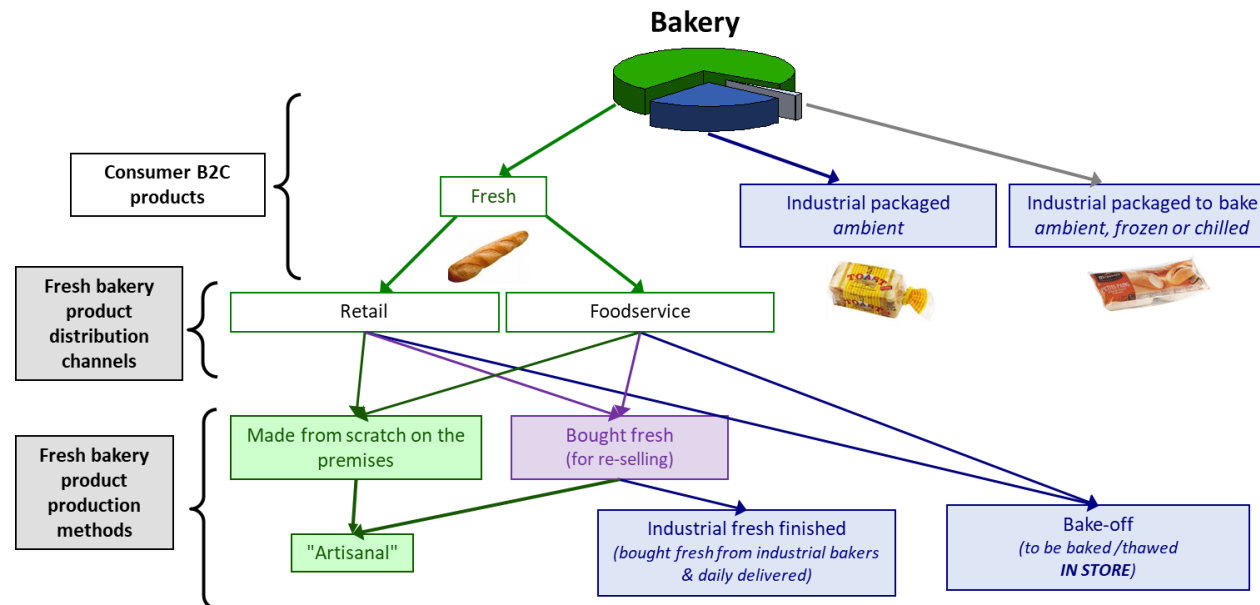 Bakery
Consumer B2C
products
Fresh
Industrial packaged
ambient
Industrial packaged to bake
ambient, frozen or chilled
TOAST
Fresh bakery
product
distribution
channels
Retail
Foodservice
Fresh bakery
product
production
methods
Made from scratch on the
premises
Bought fresh
(for re-selling)
"Artisanal"
Industrial fresh finished
(bought fresh from industrial bakers
& daily delivered)
Bake-off
(to be baked /thawed
IN STORE)